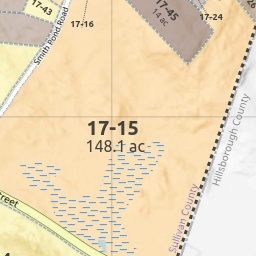 17-45
14 ac
17-43
17-16
17-24
Smith Pond Road
17-15
148.1 ac
Hillsborough County
Sullivan County
reet